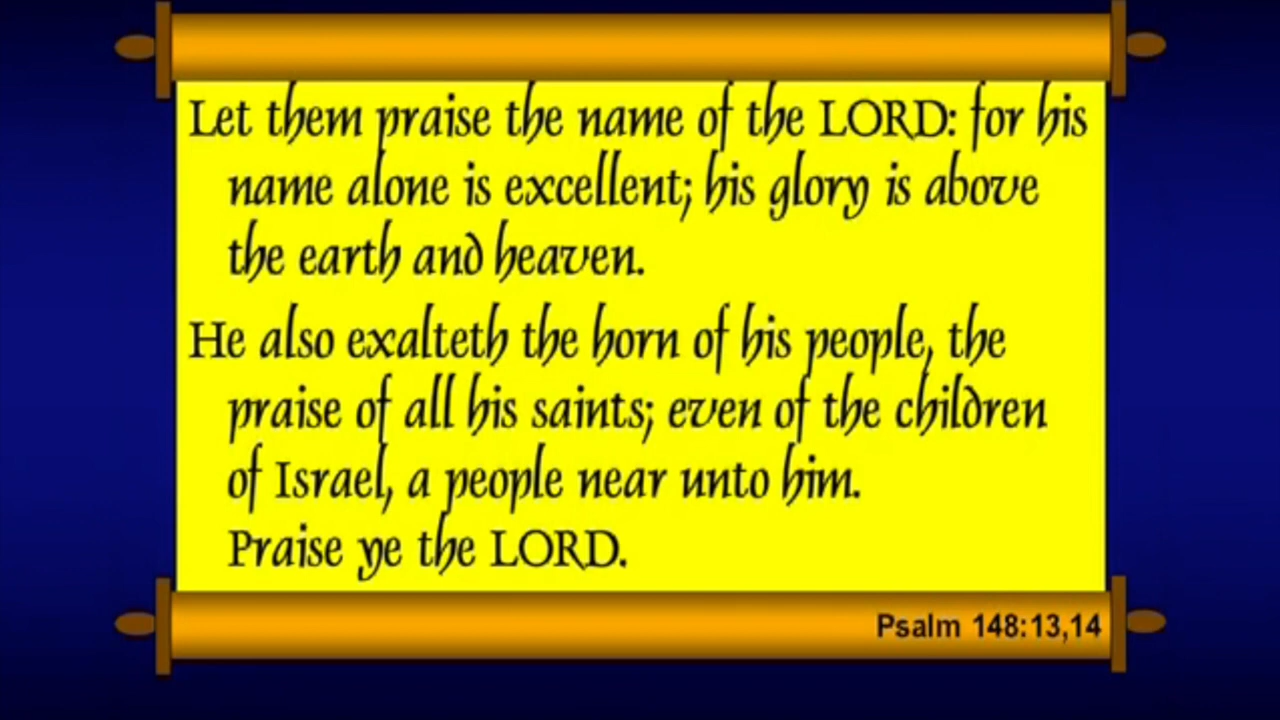 Let them praise the name of the LORD: for his
name alone is excellent; his glory is above
the earth and heaven.
He also exalteth the horn of his people, the
praise of all his saints; even of the children
of Israel, a people near unto him.
Praise ye the LORD.
Psalm 148:13,14